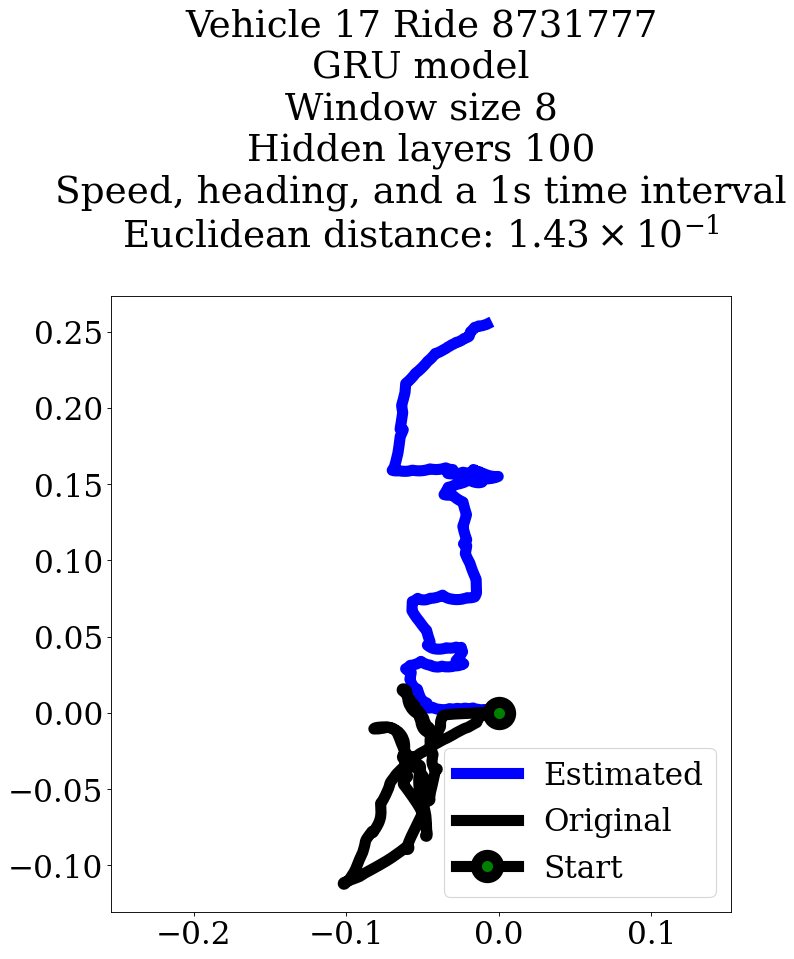 Vehicle 17 Ride 8731777
GRU model
Window size 8
Hidden layers 100
Speed, heading, and a 1s time interval
Euclidean distance: 1.43 × 10⁻¹
0.25
0.20
0.15
0.10
0.05
0.00
−0.05
−0.10
Estimated
Original
Start
−0.2 −0.1 0.0 0.1